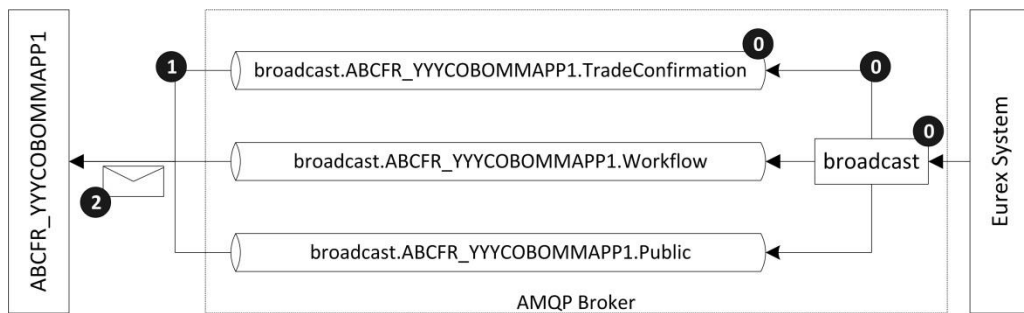 ABCFR_YYYCOBOMMAPP1
1
2
broadcast.ABCFR_YYYCOBOMMAPP1.TradeConfirmation
0
0
broadcast.ABCFR_YYYCOBOMMAPP1.Workflow
0
broadcast
broadcast.ABCFR_YYYCOBOMMAPP1.Public
AMQP Broker
Eurex System